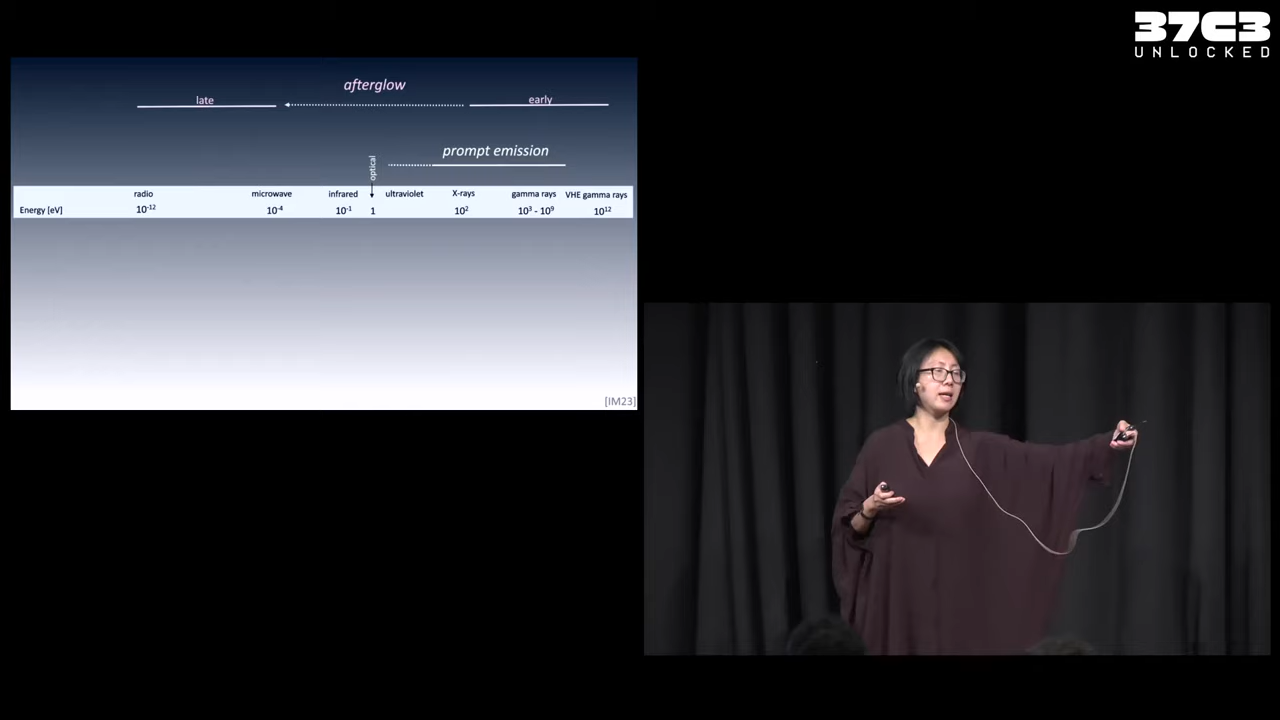 37C3
UNLOCKED
afterglow
late
early
prompt emission
optical
radio microwave infrared ultraviolet X-rays gamma rays VHE gamma rays
Energy [eV] 10⁻¹² 10⁻⁴ 10⁻¹ 1 10² 10³ - 10⁹ 10¹²
[IM23]